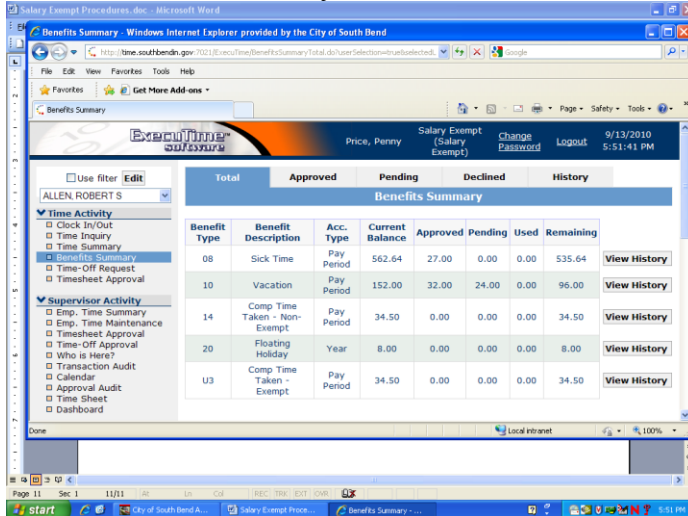 Salary Exempt Procedures.doc - Microsoft Word
Benefits Summary - Windows Internet Explorer provided by the City of South Bend
http://time.southbendin.gov:7021/ExecuTime/BenefitsSummaryTotal.do?userSelection=true&selectedL
Google
File Edit View Favorites Tools Help
Favorites Get More Add-ons
Benefits Summary
Page Safety Tools
ExecuTime™
software
Price, Penny
Salary Exempt
(Salary
Exempt)
Change
Password
Logout
9/13/2010
5:51:41 PM
Use filter Edit
ALLEN, ROBERT S
Time Activity
Clock In/Out
Time Inquiry
Time Summary
Benefits Summary
Time-Off Request
Timesheet Approval
Supervisor Activity
Emp. Time Summary
Emp. Time Maintenance
Timesheet Approval
Time-Off Approval
Who is Here?
Transaction Audit
Calendar
Approval Audit
Time Sheet
Dashboard
Total Approved Pending Declined History
Benefits Summary
Benefit Type Benefit Description Acc. Type Current Balance Approved Pending Used Remaining
08 Sick Time Pay Period 562.64 27.00 0.00 0.00 535.64 View History
10 Vacation Pay Period 152.00 32.00 24.00 0.00 96.00 View History
14 Comp Time Taken - Non-Exempt Pay Period 34.50 0.00 0.00 0.00 34.50 View History
20 Floating Holiday Year 8.00 0.00 0.00 0.00 8.00 View History
U3 Comp Time Taken - Exempt Pay Period 34.50 0.00 0.00 0.00 34.50 View History
Done Local intranet 100%
Page 11 Sec 1 11/11 At Ln Col REC TRK EXT OVR
start City of South Bend A... Salary Exempt Proce... Benefits Summary - ... 5:51 PM